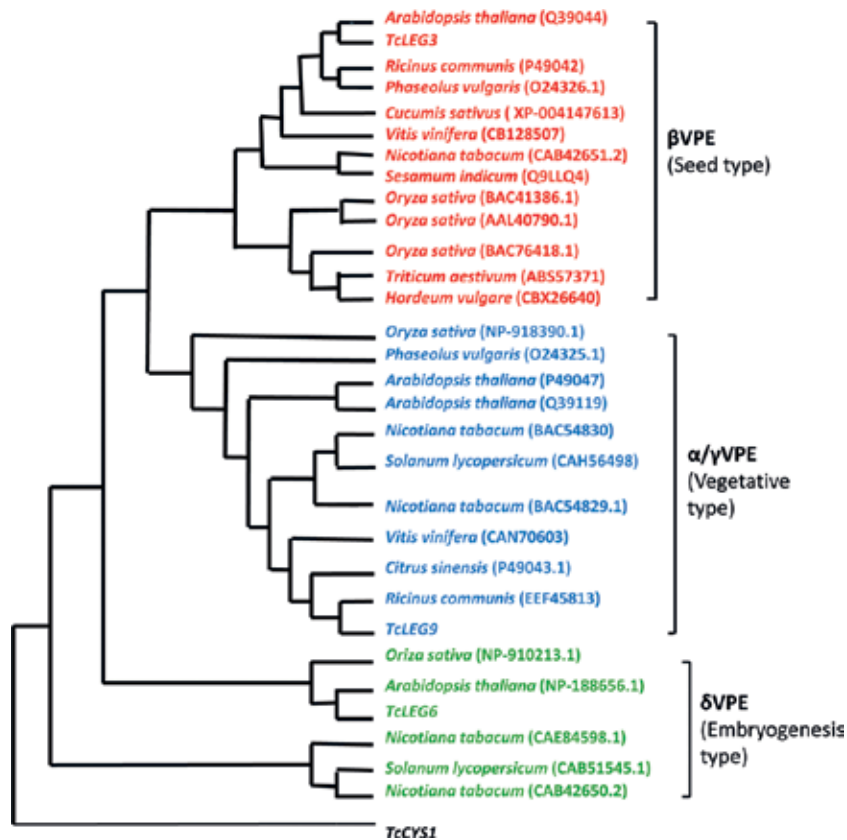 Arabidopsis thaliana (Q39044)
TcLEG3
Ricinus communis (P49042)
Phaseolus vulgaris (O24326.1)
Cucumis sativus ( XP-004147613)
Vitis vinifera (CB128507)
Nicotiana tabacum (CAB42651.2)
Sesamum indicum (Q9LLQ4)
Oryza sativa (BAC41386.1)
Oryza sativa (AAL40790.1)
Oryza sativa (BAC76418.1)
Triticum aestivum (ABS57371)
Hordeum vulgare (CBX26640)
βVPE
(Seed type)
Oryza sativa (NP-918390.1)
Phaseolus vulgaris (O24325.1)
Arabidopsis thaliana (P49047)
Arabidopsis thaliana (Q39119)
Nicotiana tabacum (BAC54830)
Solanum lycopersicum (CAH56498)
Nicotiana tabacum (BAC54829.1)
Vitis vinifera (CAN70603)
Citrus sinensis (P49043.1)
Ricinus communis (EEF45813)
TcLEG9
α/γVPE
(Vegetative
type)
Oriza sativa (NP-910213.1)
Arabidopsis thaliana (NP-188656.1)
TcLEG6
Nicotiana tabacum (CAE84598.1)
Solanum lycopersicum (CAB51545.1)
Nicotiana tabacum (CAB42650.2)
δVPE
(Embryogenesis
type)
TcCYS1